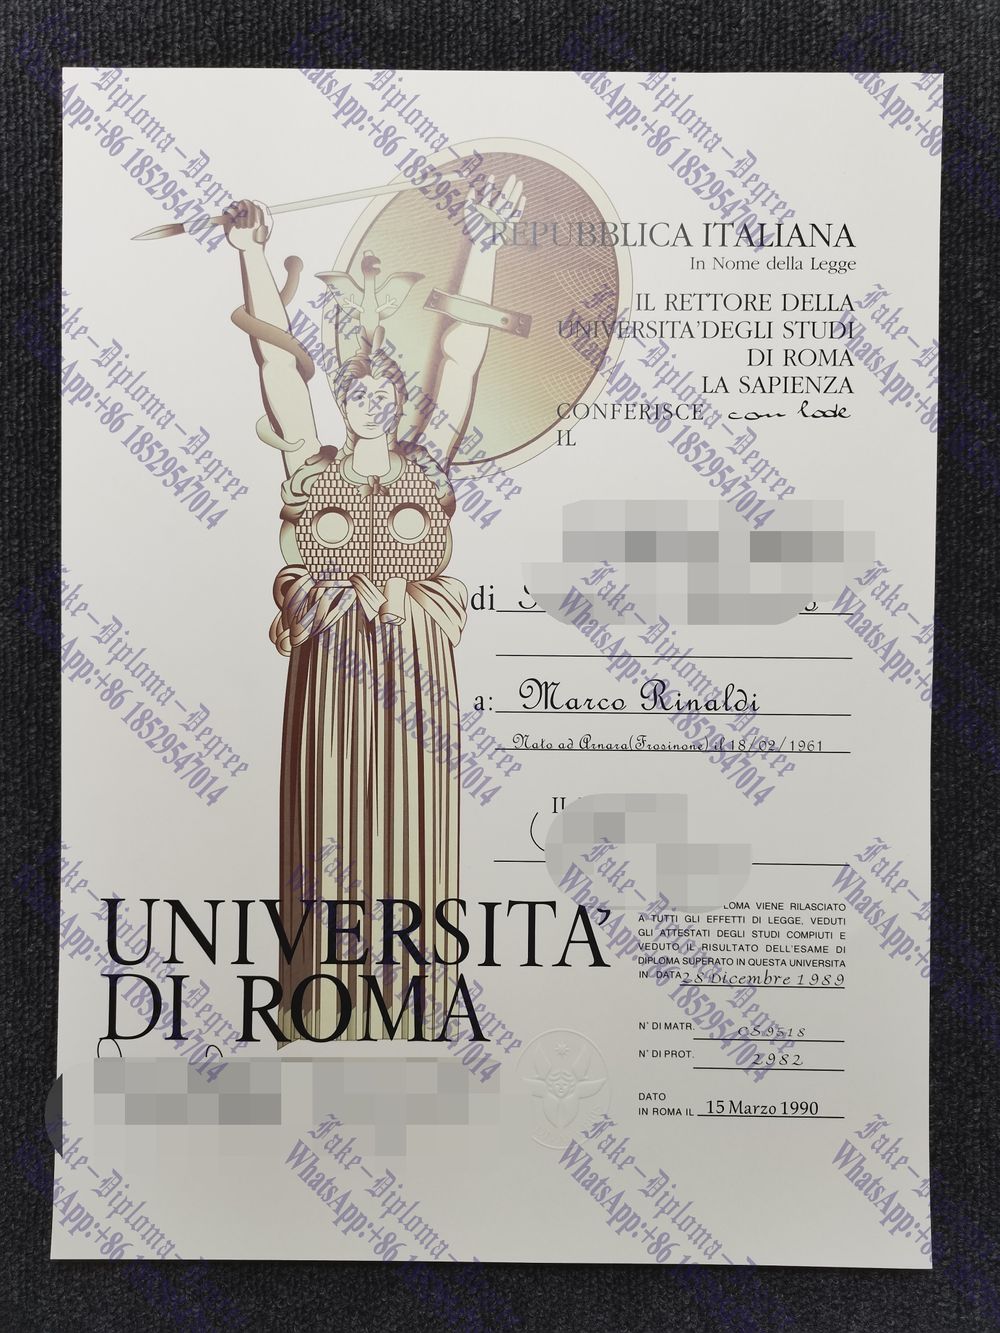 REPUBBLICA ITALIANA
In Nome della Legge
IL RETTORE DELLA
UNIVERSITA'DEGLI STUDI
DI ROMA
LA SAPIENZA
CONFERISCE con lode
IL
di
a: Marco Rinaldi
Nato ad Arnara(Frosinone) il 18/02/1961
LOMA VIENE RILASCIATO
A TUTTI GLI EFFETTI DI LEGGE, VEDUTI
GLI ATTESTATI DEGLI STUDI COMPIUTI E
VEDUTO IL RISULTATO DELL'ESAME DI
DIPLOMA SUPERATO IN QUESTA UNIVERSITA
IN DATA 28 Dicembre 1989
UNIVERSITA'
DI ROMA
N° DI MATR. CS9518
N° DI PROT. 2982
DATO
IN ROMA IL 15 Marzo 1990
Fake-Diploma-Degree
WhatsApp:+86 18529547014